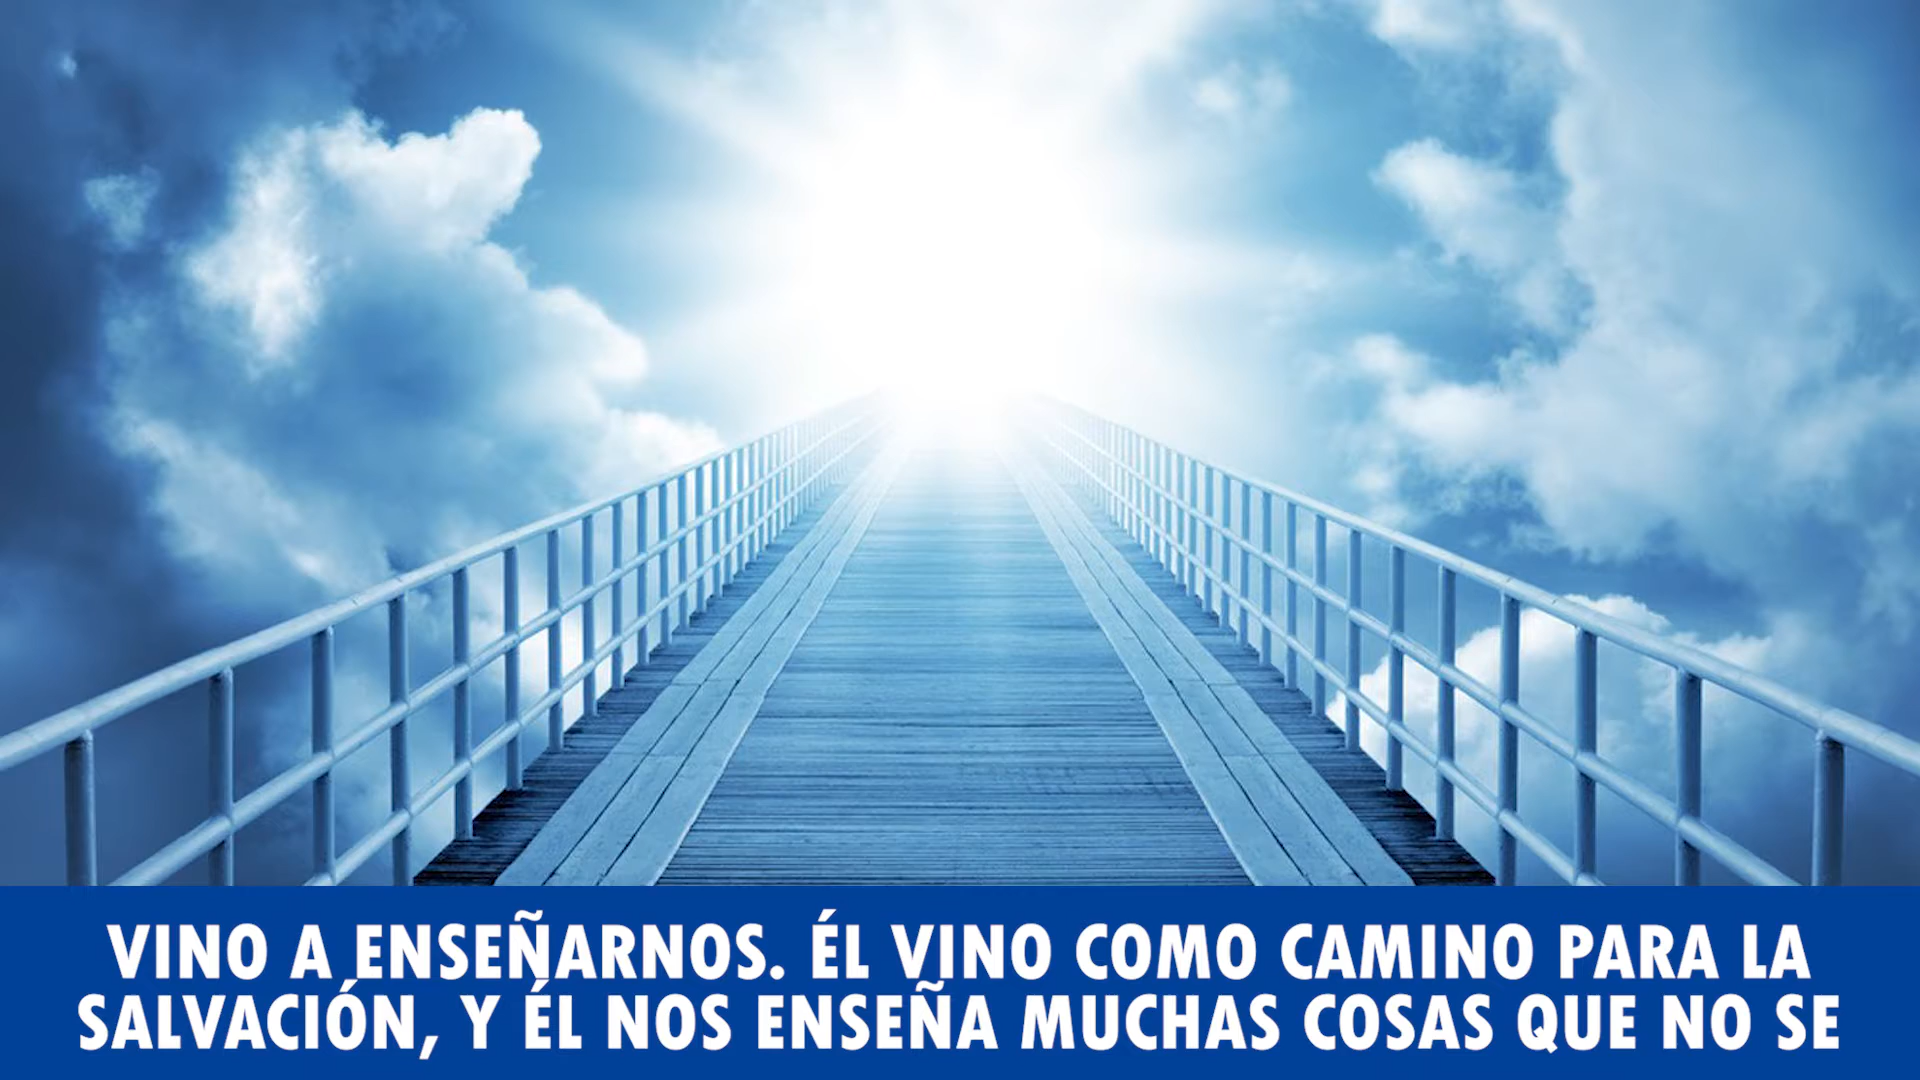 VINO A ENSEÑARNOS. ÉL VINO COMO CAMINO PARA LA
SALVACIÓN, Y ÉL NOS ENSEÑA MUCHAS COSAS QUE NO SE